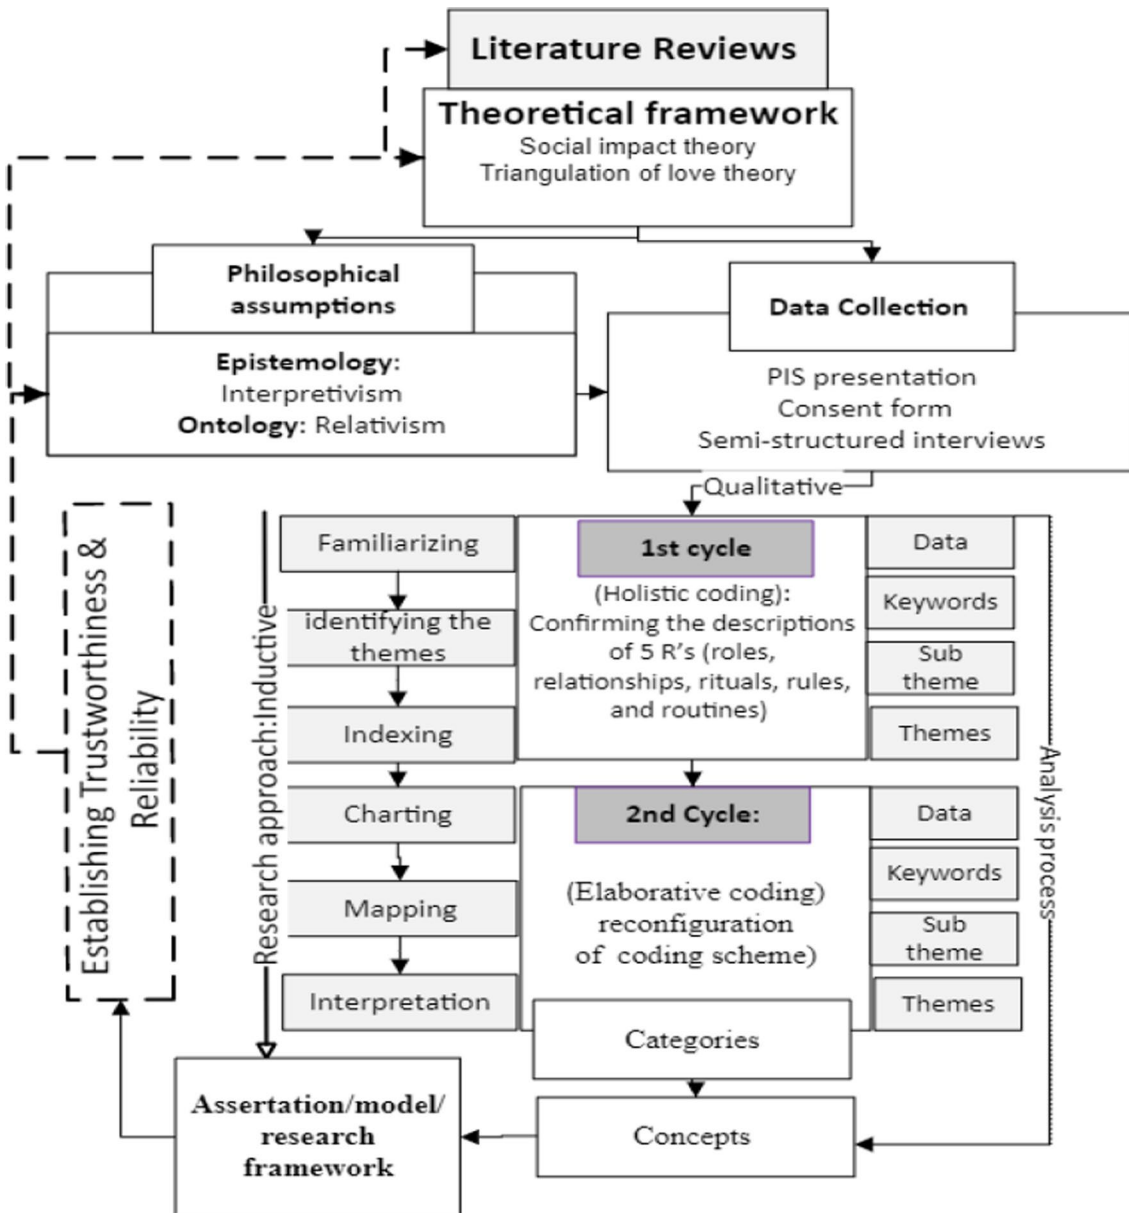 Literature Reviews
Theoretical framework
Social impact theory
Triangulation of love theory
Philosophical
assumptions
Epistemology:
Interpretivism
Ontology: Relativism
Data Collection
PIS presentation
Consent form
Semi-structured interviews
Qualitative
Establishing Trustworthiness &
Reliability
Research approach:Inductive
Familiarizing
identifying the
themes
Indexing
Charting
Mapping
Interpretation
1st cycle
(Holistic coding):
Confirming the descriptions
of 5 R's (roles,
relationships, rituals, rules,
and routines)
Data
Keywords
Sub
theme
Themes
2nd Cycle:
(Elaborative coding)
reconfiguration
of coding scheme)
Data
Keywords
Sub
theme
Themes
Analysis process
Categories
Concepts
Assertation/model/
research
framework